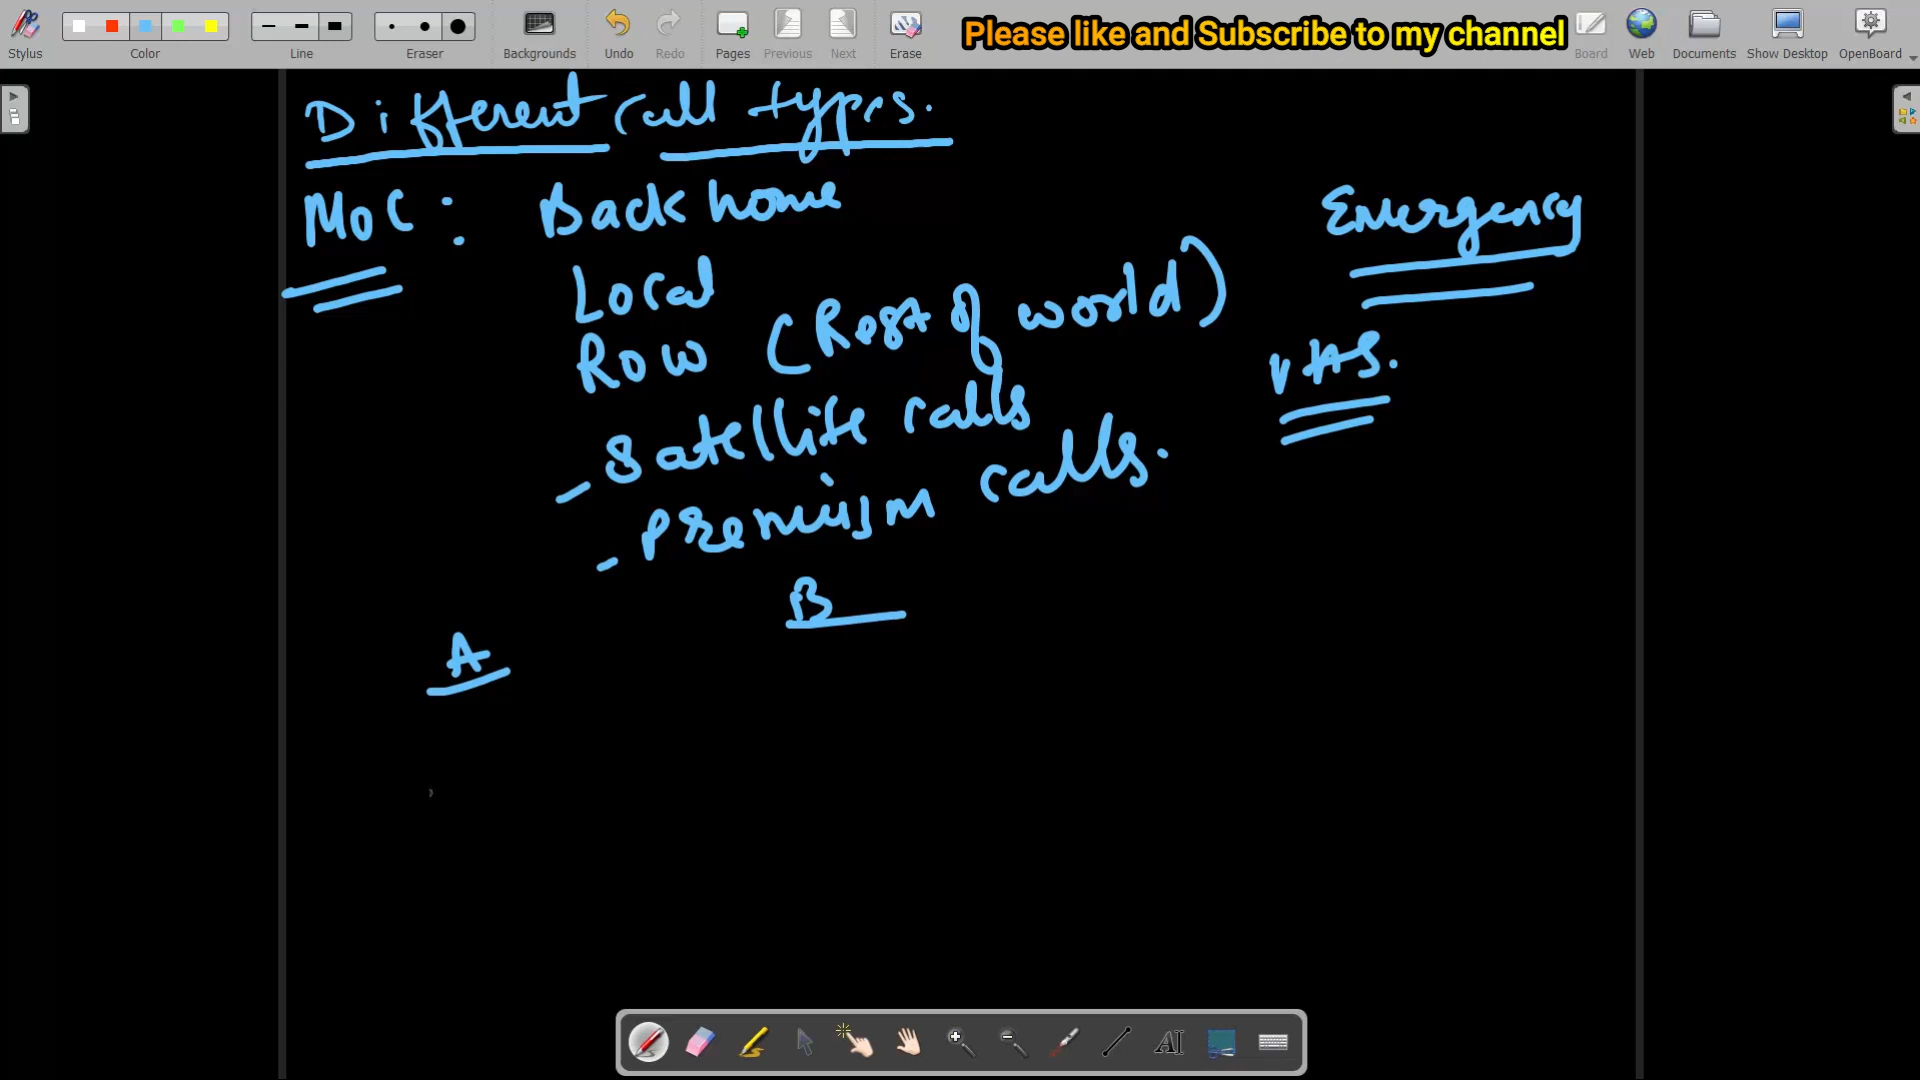 Please like and Subscribe to my channel
Stylus Color Line Eraser Backgrounds Undo Redo Pages Previous Next Erase Board Web Documents Show Desktop OpenBoard
Different call types.
MOC: Back home
Emergency
Local
ROW (Rest of world)
VAS.
- Satellite calls
- Premium calls.
B
A
AI